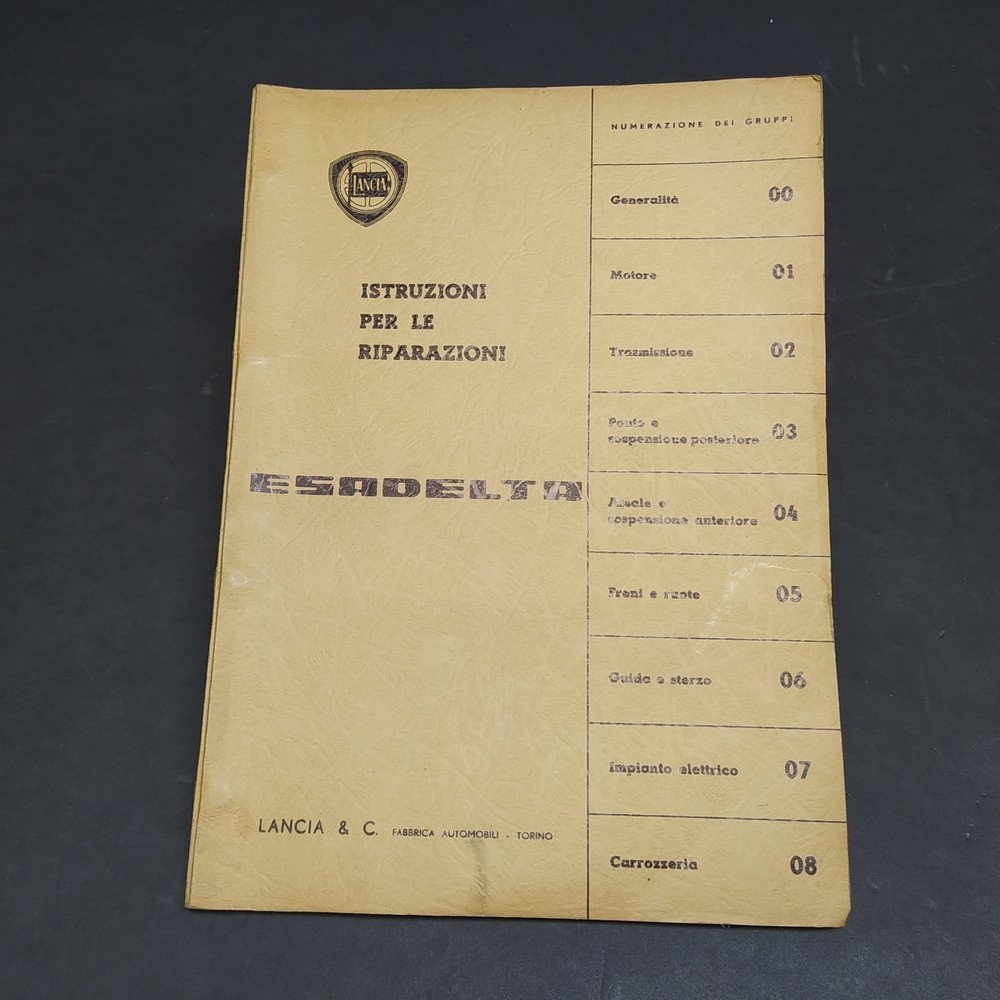 LANCIA
ISTRUZIONI
PER LE
RIPARAZIONI
ESADELTA
LANCIA & C. FABBRICA AUTOMOBILI - TORINO
NUMERAZIONE DEI GRUPPI
Generalità 00
Motore 01
Trasmissione 02
Ponte e
sospensione posteriore 03
Assale e
sospensione anteriore 04
Freni e ruote 05
Guida e sterzo 06
Impianto elettrico 07
Carrozzeria 08